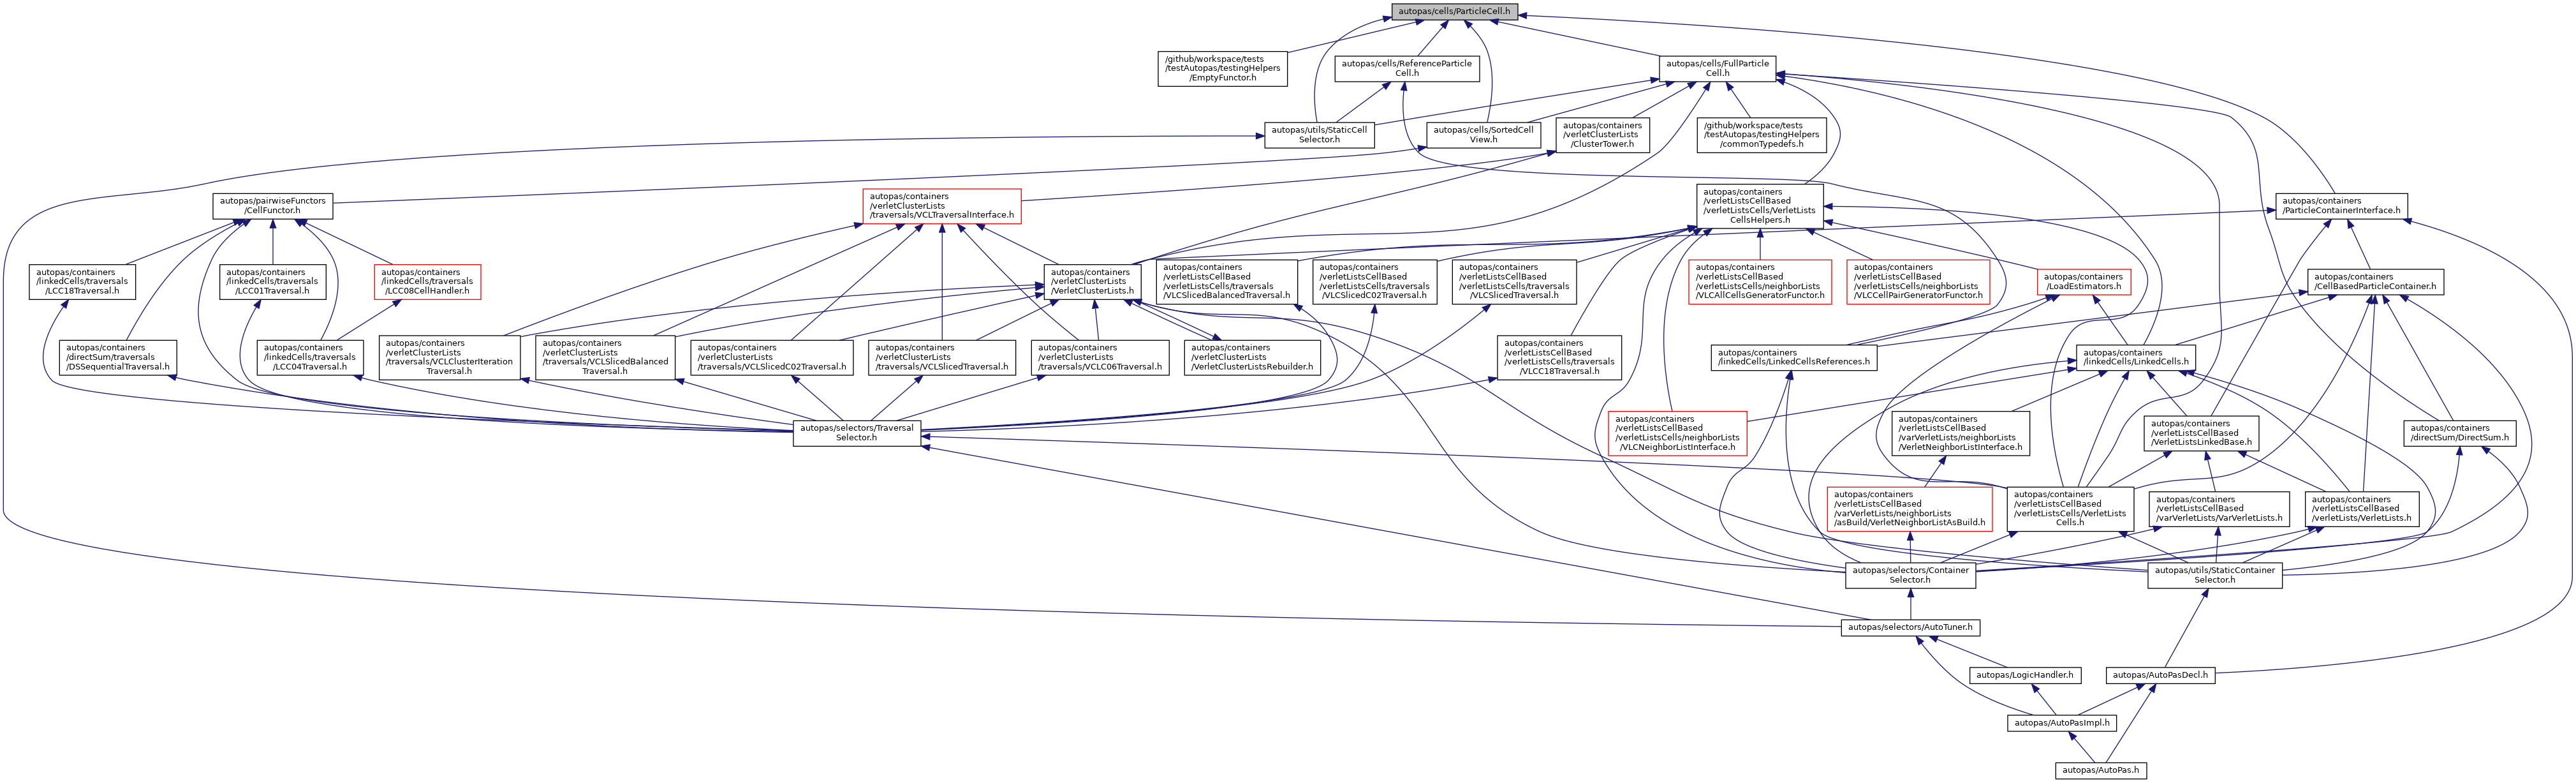 autopas/cells/ParticleCell.h
/github/workspace/tests
/testAutopas/testingHelpers
/EmptyFunctor.h
autopas/cells/ReferenceParticle
Cell.h
autopas/cells/FullParticle
Cell.h
autopas/utils/StaticCell
Selector.h
autopas/cells/SortedCell
View.h
autopas/containers
/verletClusterLists
/ClusterTower.h
/github/workspace/tests
/testAutopas/testingHelpers
/commonTypedefs.h
autopas/pairwiseFunctors
/CellFunctor.h
autopas/containers
/verletClusterLists
/traversals/VCLTraversalInterface.h
autopas/containers
/verletListsCellBased
/verletListsCells/VerletLists
CellsHelpers.h
autopas/containers
/ParticleContainerInterface.h
autopas/containers
/linkedCells/traversals
/LCC18Traversal.h
autopas/containers
/linkedCells/traversals
/LCC01Traversal.h
autopas/containers
/linkedCells/traversals
/LCC08CellHandler.h
autopas/containers
/verletClusterLists
/VerletClusterLists.h
autopas/containers
/verletListsCellBased
/verletListsCells/traversals
/VLCSlicedBalancedTraversal.h
autopas/containers
/verletListsCellBased
/verletListsCells/traversals
/VLCSlicedC02Traversal.h
autopas/containers
/verletListsCellBased
/verletListsCells/traversals
/VLCSlicedTraversal.h
autopas/containers
/verletListsCellBased
/verletListsCells/neighborLists
/VLCAllCellsGeneratorFunctor.h
autopas/containers
/verletListsCellBased
/verletListsCells/neighborLists
/VLCCellPairGeneratorFunctor.h
autopas/containers
/LoadEstimators.h
autopas/containers
/CellBasedParticleContainer.h
autopas/containers
/directSum/traversals
/DSSequentialTraversal.h
autopas/containers
/linkedCells/traversals
/LCC04Traversal.h
autopas/containers
/verletClusterLists
/traversals/VCLClusterIteration
Traversal.h
autopas/containers
/verletClusterLists
/traversals/VCLSlicedBalanced
Traversal.h
autopas/containers
/verletClusterLists
/traversals/VCLSlicedC02Traversal.h
autopas/containers
/verletClusterLists
/traversals/VCLSlicedTraversal.h
autopas/containers
/verletClusterLists
/traversals/VCLC06Traversal.h
autopas/containers
/verletClusterLists
/VerletClusterListsRebuilder.h
autopas/containers
/verletListsCellBased
/verletListsCells/traversals
/VLCC18Traversal.h
autopas/containers
/linkedCells/LinkedCellsReferences.h
autopas/containers
/linkedCells/LinkedCells.h
autopas/selectors/Traversal
Selector.h
autopas/containers
/verletListsCellBased
/verletListsCells/neighborLists
/VLCNeighborListInterface.h
autopas/containers
/verletListsCellBased
/varVerletLists/neighborLists
/VerletNeighborListInterface.h
autopas/containers
/verletListsCellBased
/VerletListsLinkedBase.h
autopas/containers
/directSum/DirectSum.h
autopas/containers
/verletListsCellBased
/varVerletLists/neighborLists
/asBuild/VerletNeighborListAsBuild.h
autopas/containers
/verletListsCellBased
/verletListsCells/VerletLists
Cells.h
autopas/containers
/verletListsCellBased
/varVerletLists/VarVerletLists.h
autopas/containers
/verletListsCellBased
/verletLists/VerletLists.h
autopas/selectors/Container
Selector.h
autopas/utils/StaticContainer
Selector.h
autopas/selectors/AutoTuner.h
autopas/LogicHandler.h
autopas/AutoPasDecl.h
autopas/AutoPasImpl.h
autopas/AutoPas.h